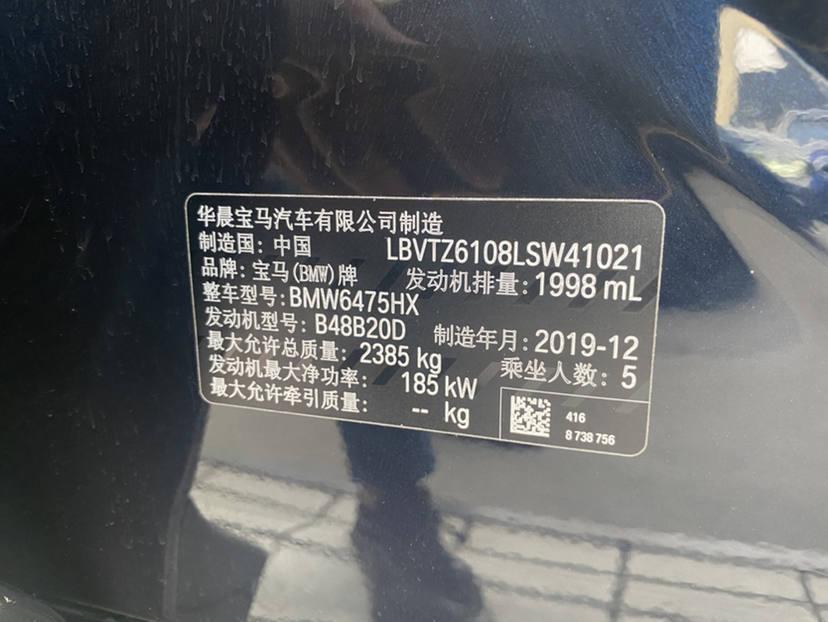 华晨宝马汽车有限公司制造
制造国: 中国 LBVTZ6108LSW41021
品牌: 宝马(BMW)牌 发动机排量: 1998 mL
整车型号: BMW6475HX
发动机型号: B48B20D 制造年月: 2019-12
最大允许总质量: 2385 kg 乘坐人数: 5
发动机最大净功率: 185 kW
最大允许牵引质量: -- kg
416
8 738 756